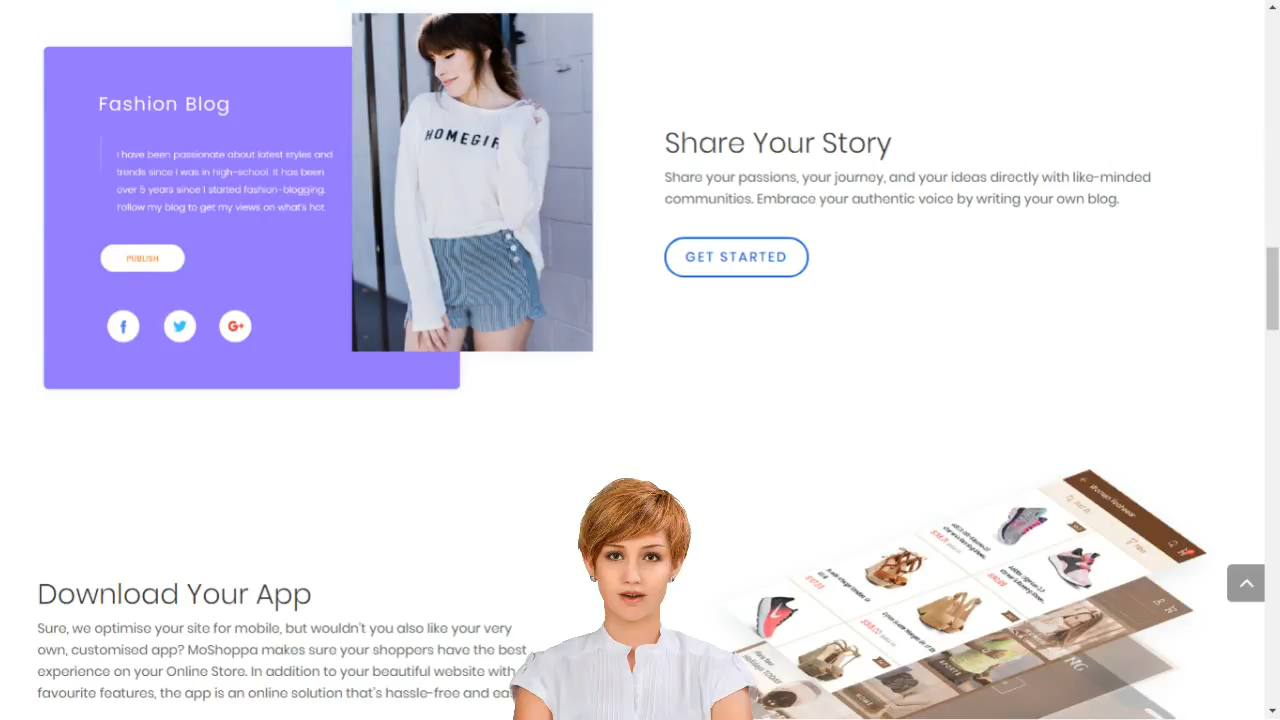 Fashion Blog
I have been passionate about latest styles and
trends since I was in high-school. It has been
over 5 years since I started fashion-blogging.
Follow my blog to get my views on what's hot.
PUBLISH
f
G+
HOMEGIR
Share Your Story
Share your passions, your journey, and your ideas directly with like-minded
communities. Embrace your authentic voice by writing your own blog.
GET STARTED
Download Your App
Sure, we optimise your site for mobile, but wouldn't you also like your very
own, customised app? MoShoppa makes sure your shoppers have the best
experience on your Online Store. In addition to your beautiful website with
favourite features, the app is an online solution that's hassle-free and
Women Footwear